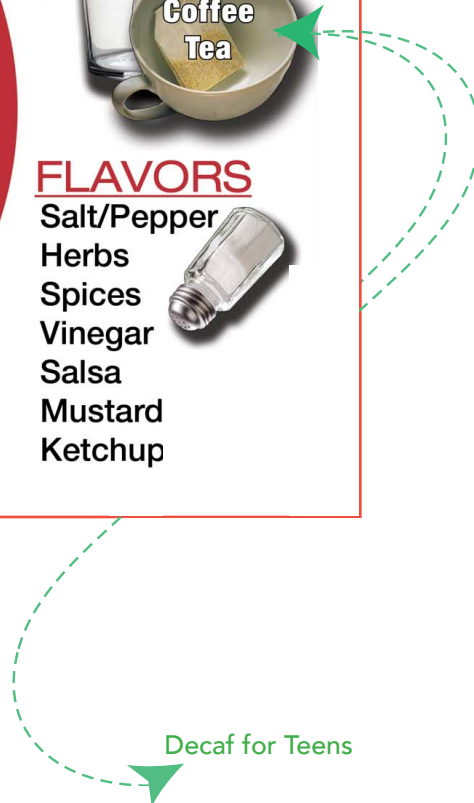 Coffee
Tea
FLAVORS
Salt/Pepper
Herbs
Spices
Vinegar
Salsa
Mustard
Ketchup
Decaf for Teens